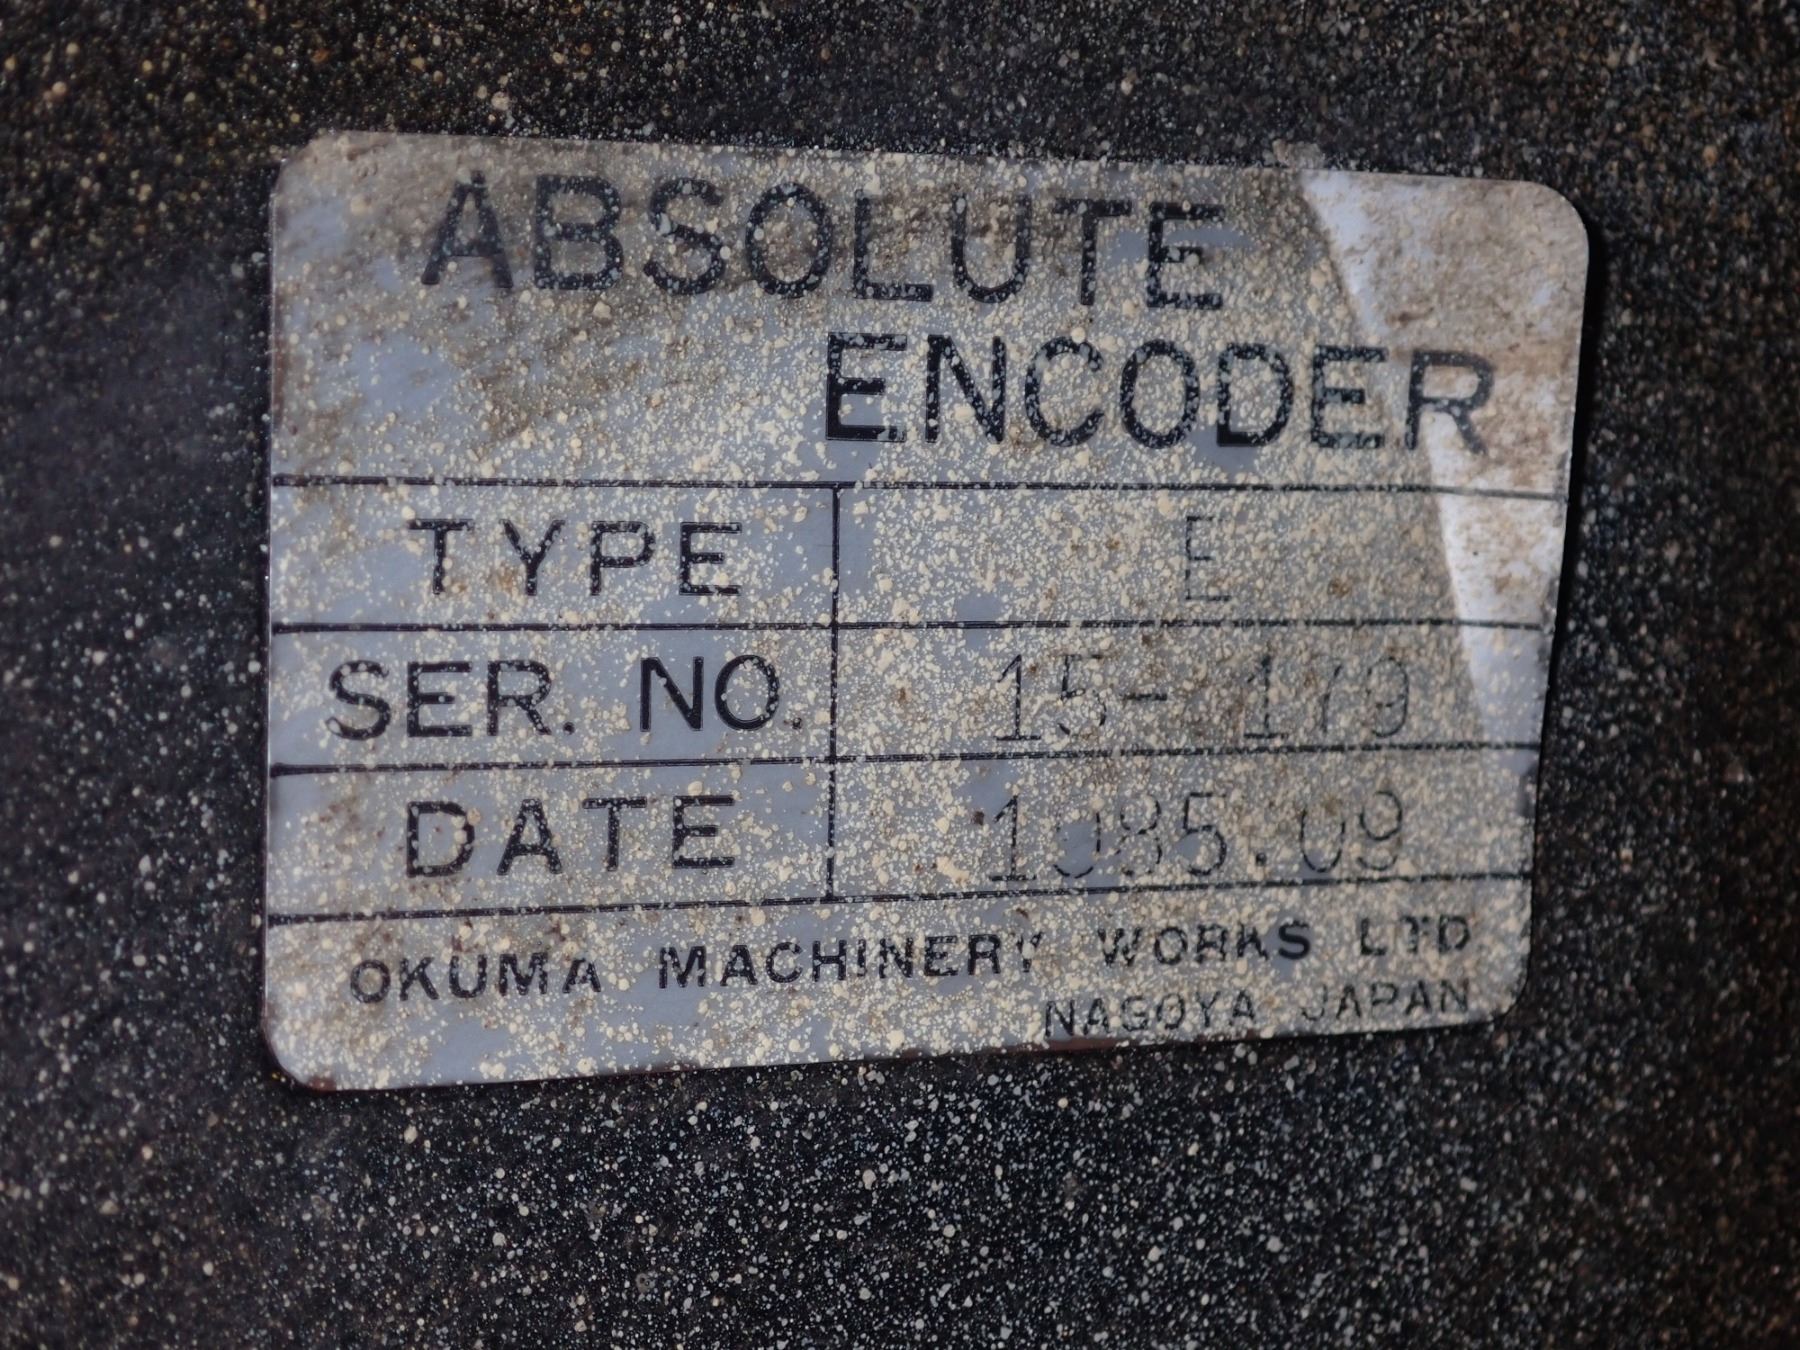 ABSOLUTE
ENCODER
TYPE E
SER. NO. 15- 179
DATE 1985.09
OKUMA MACHINERY WORKS LTD
NAGOYA JAPAN